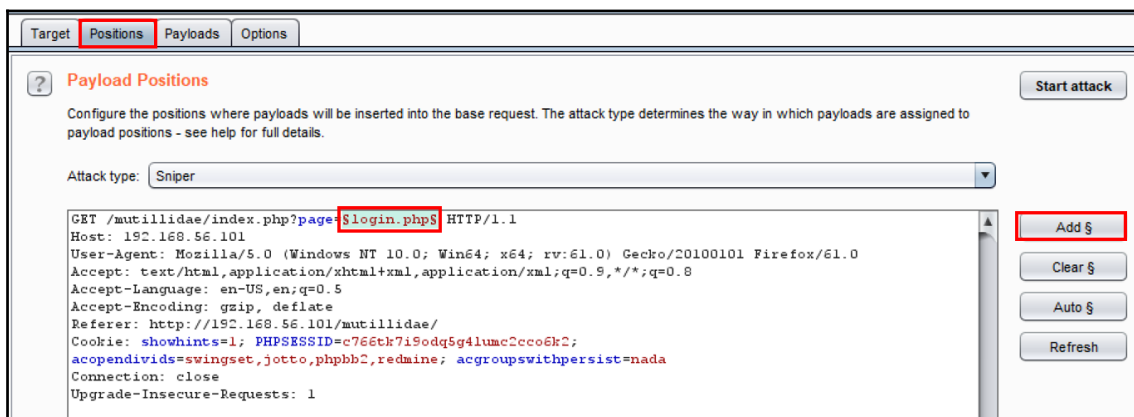 Target Positions Payloads Options
? Payload Positions
Start attack
Configure the positions where payloads will be inserted into the base request. The attack type determines the way in which payloads are assigned to
payload positions - see help for full details.
Attack type: Sniper
GET /mutillidae/index.php?page=§login.php§ HTTP/1.1
Host: 192.168.56.101
User-Agent: Mozilla/5.0 (Windows NT 10.0; Win64; x64; rv:61.0) Gecko/20100101 Firefox/61.0
Accept: text/html,application/xhtml+xml,application/xml;q=0.9,*/*;q=0.8
Accept-Language: en-US,en;q=0.5
Accept-Encoding: gzip, deflate
Referer: http://192.168.56.101/mutillidae/
Cookie: showhints=1; PHPSESSID=c766tk7i9odq5g4lumc2cco6k2;
acopendivids=swingset,jotto,phpbb2,redmine; acgroupswithpersist=nada
Connection: close
Upgrade-Insecure-Requests: 1
Add §
Clear §
Auto §
Refresh